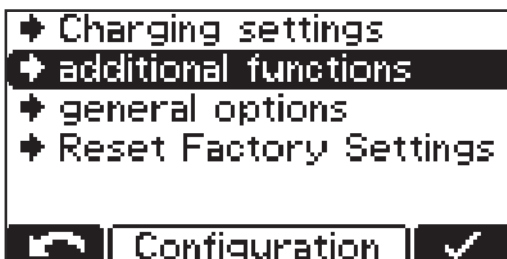 Charging settings
additional functions
general options
Reset Factory Settings
Configuration